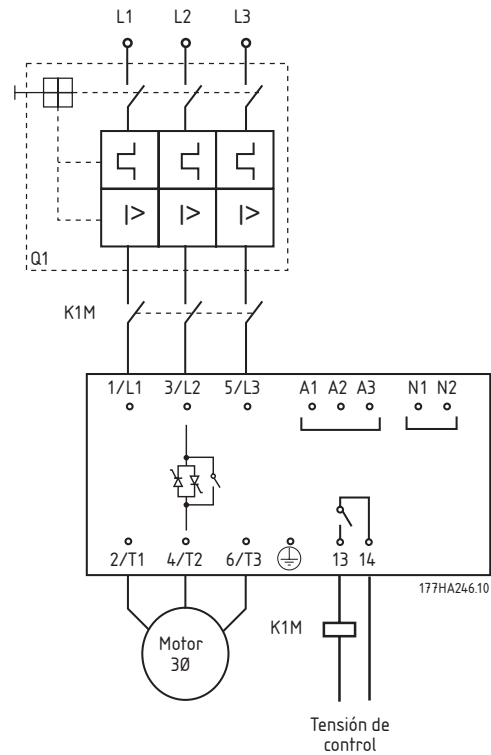 L1 L2 L3
I> I> I>
Q1
K1M
1/L1 3/L2 5/L3 A1 A2 A3 N1 N2
2/T1 4/T2 6/T3 13 14
177HA246.10
Motor
3Ø
K1M
Tensión de
control